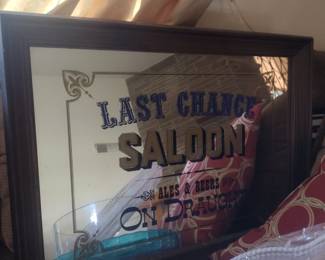 LAST CHANCE
SALOON
ALES & BEERS
ON DRAUGHT